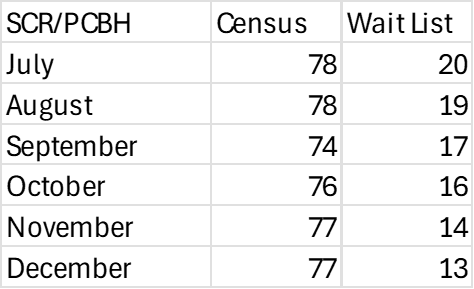 SCR/PCBH Census Wait List
July 78 20
August 78 19
September 74 17
October 76 16
November 77 14
December 77 13